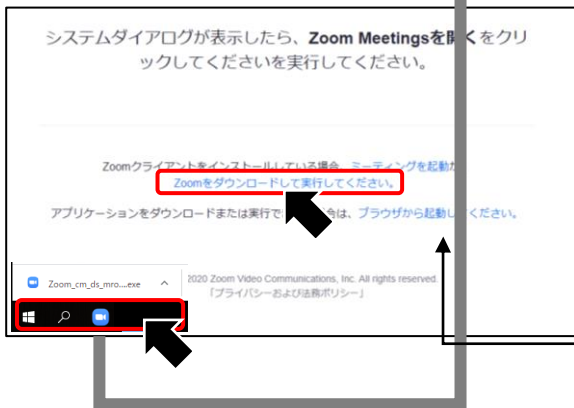 システムダイアログが表示したら、Zoom Meetingsを開くをクリ
ックしてくださいを実行してください。
Zoomクライアントをインストールしている場合、ミーティングを起動か
Zoomをダウンロードして実行してください。
アプリケーションをダウンロードまたは実行で 合は、ブラウザから起動してください。
2020 Zoom Video Communications, Inc. All rights reserved.
「プライバシーおよび法務ポリシー」
Zoom_cm_ds_mro....exe